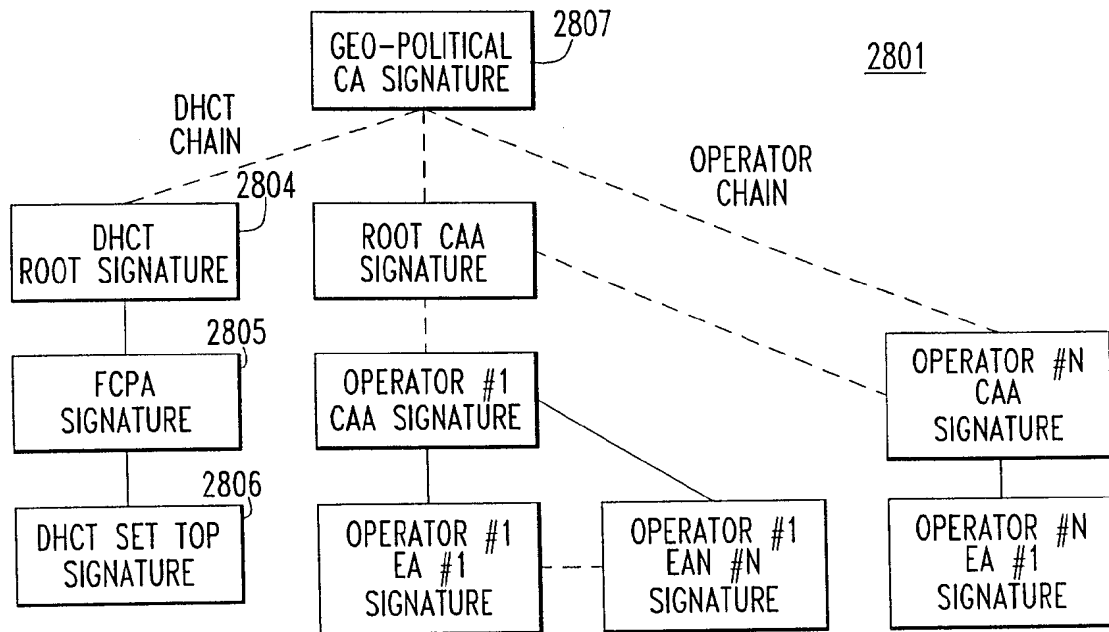 GEO-POLITICAL
CA SIGNATURE
2807
2801
DHCT
CHAIN
OPERATOR
CHAIN
2804
DHCT
ROOT SIGNATURE
ROOT CAA
SIGNATURE
2805
FCPA
SIGNATURE
OPERATOR #1
CAA SIGNATURE
OPERATOR #N
CAA
SIGNATURE
2806
DHCT SET TOP
SIGNATURE
OPERATOR #1
EA #1
SIGNATURE
OPERATOR #1
EAN #N
SIGNATURE
OPERATOR #N
EA #1
SIGNATURE